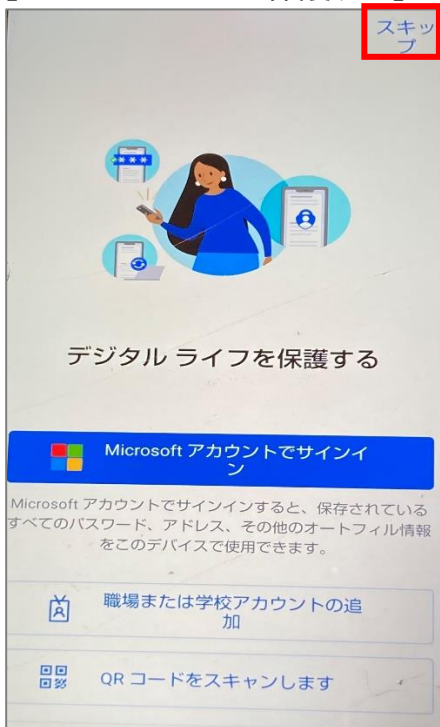 スキッ
プ
***
デジタル ライフを保護する
Microsoft アカウントでサインイ
ン
Microsoft アカウントでサインインすると、保存されている
すべてのパスワード、アドレス、その他のオートフィル情報
をこのデバイスで使用できます。
職場または学校アカウントの追
加
QR コードをスキャンします